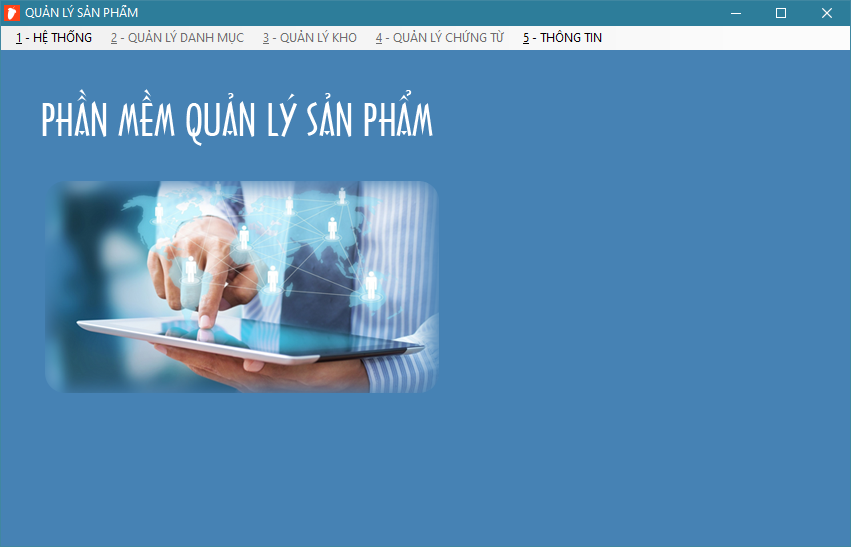 QUẢN LÝ SẢN PHẨM
1 - HỆ THỐNG 2 - QUẢN LÝ DANH MỤC 3 - QUẢN LÝ KHO 4 - QUẢN LÝ CHỨNG TỪ 5 - THÔNG TIN
PHẦN MỀM QUẢN LÝ SẢN PHẨM